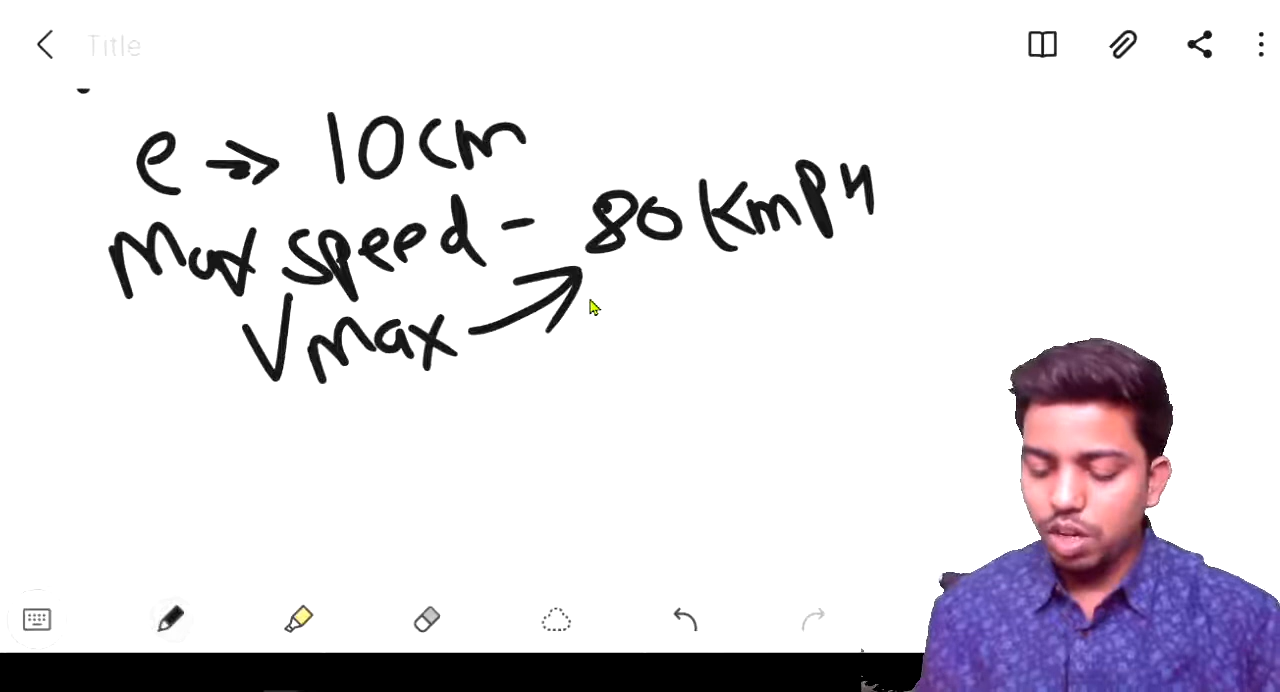 Title
e → 10cm
Max speed - 80 KmPH
Vmax →